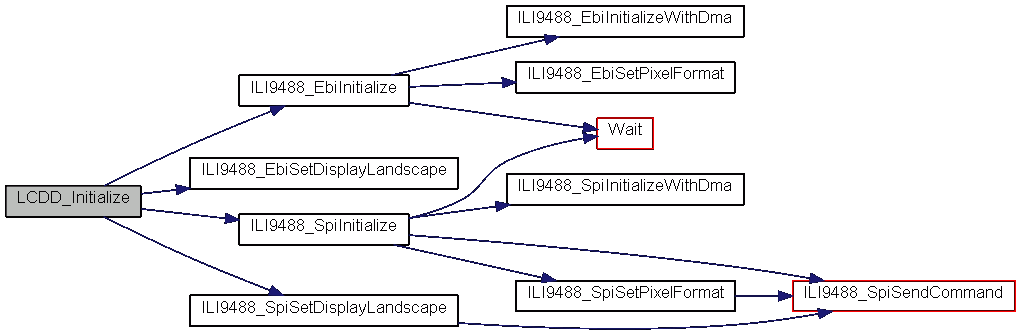 ILI9488_EbiInitializeWithDma
ILI9488_EbiInitialize
ILI9488_EbiSetPixelFormat
Wait
ILI9488_EbiSetDisplayLandscape
LCDD_Initialize
ILI9488_SpiInitializeWithDma
ILI9488_SpiInitialize
ILI9488_SpiSetDisplayLandscape
ILI9488_SpiSetPixelFormat
ILI9488_SpiSendCommand